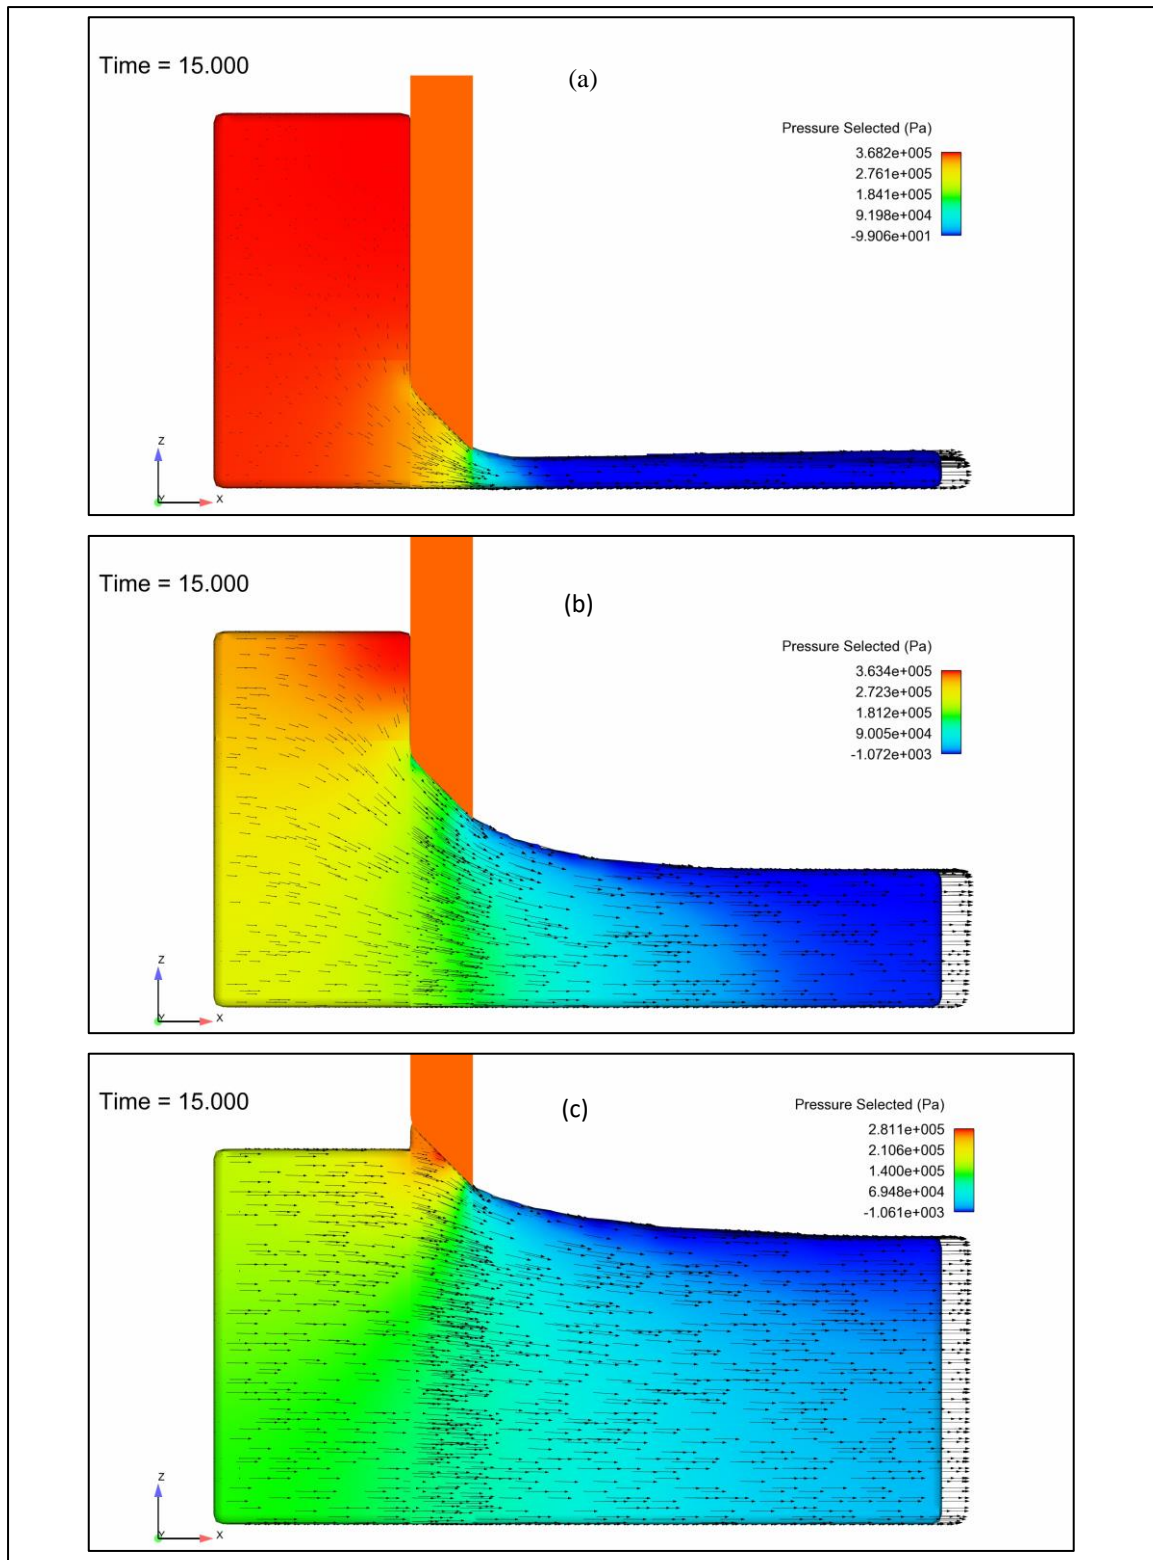 Time = 15.000
(a)
Pressure Selected (Pa)
3.682e+005
2.761e+005
1.841e+005
9.198e+004
-9.906e+001
Z
Y
X
Time = 15.000
(b)
Pressure Selected (Pa)
3.634e+005
2.723e+005
1.812e+005
9.005e+004
-1.072e+003
Z
Y
X
Time = 15.000
(c)
Pressure Selected (Pa)
2.811e+005
2.106e+005
1.400e+005
6.948e+004
-1.061e+003
Z
Y
X